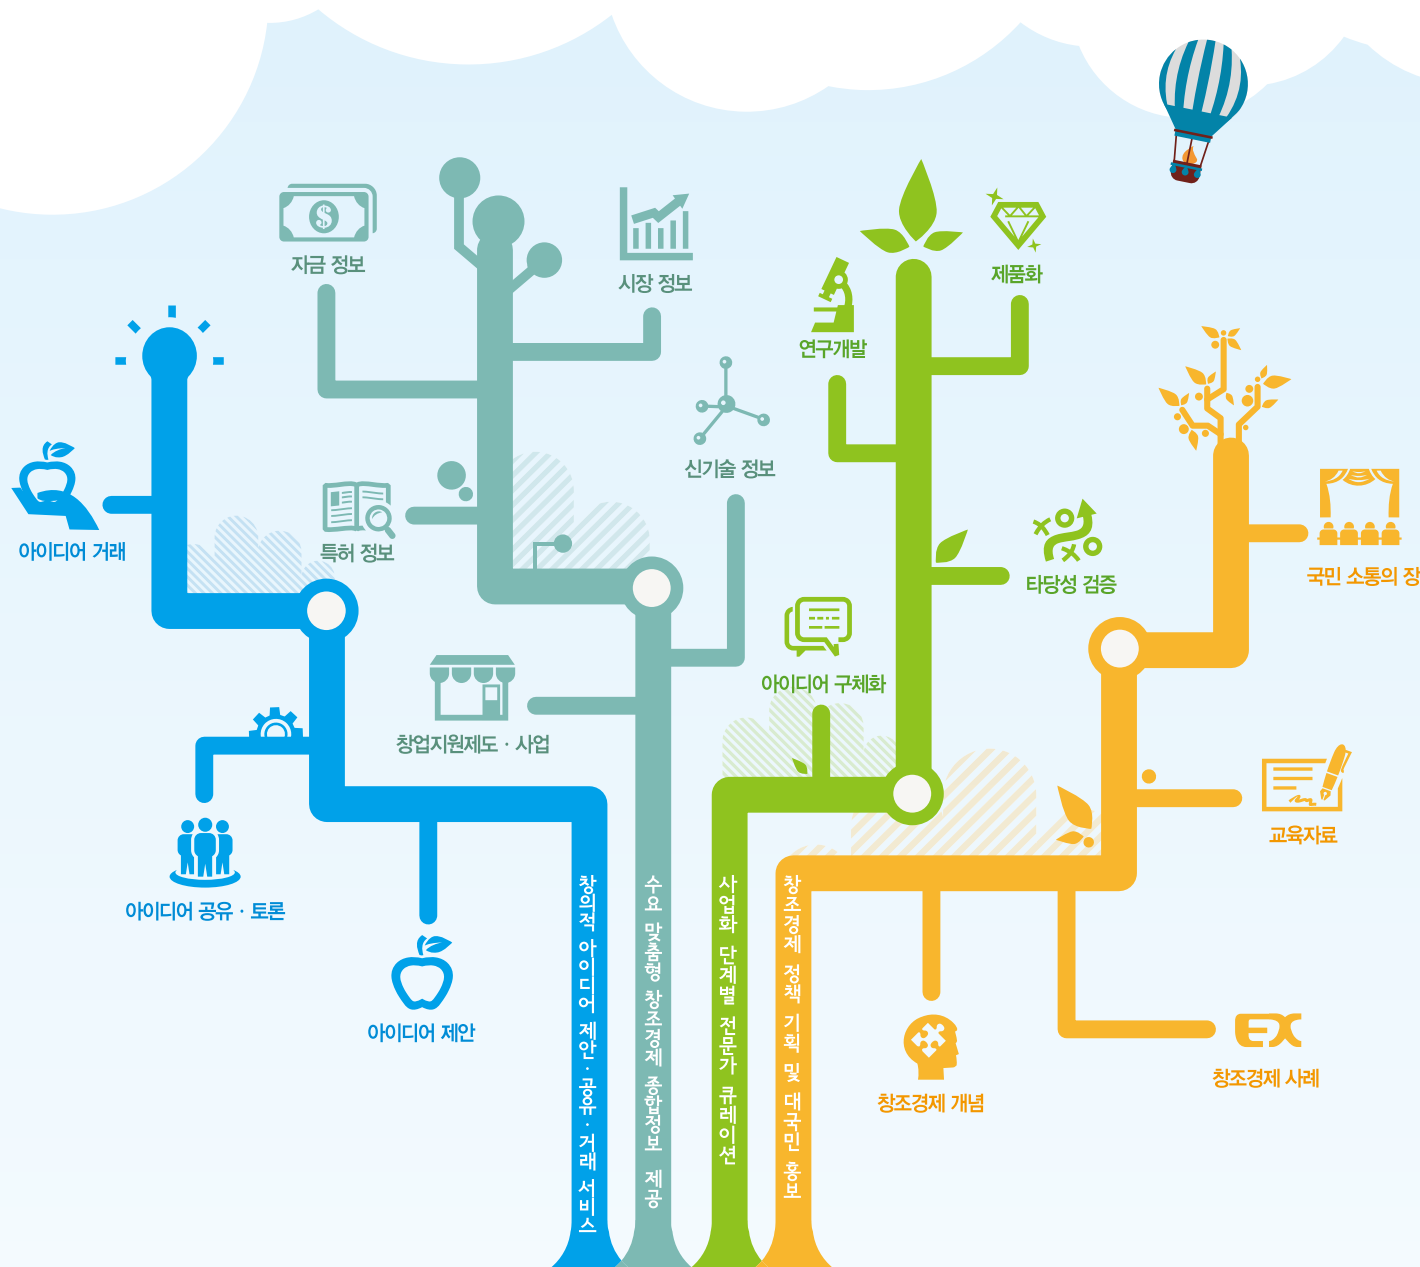 자금 정보
시장 정보
제품화
연구개발
신기술 정보
아이디어 거래
특허 정보
국민 소통의 장
타당성 검증
아이디어 구체화
창업지원제도 · 사업
교육자료
아이디어 공유 · 토론
아이디어 제안
EX
창조경제 사례
창조경제 개념
창의적 아이디어 제안·공유·거래 서비스
수요 맞춤형 창조경제 종합정보 제공
사업화 단계별 전문가 큐레이션
창조경제 정책 기획 및 대국민 홍보